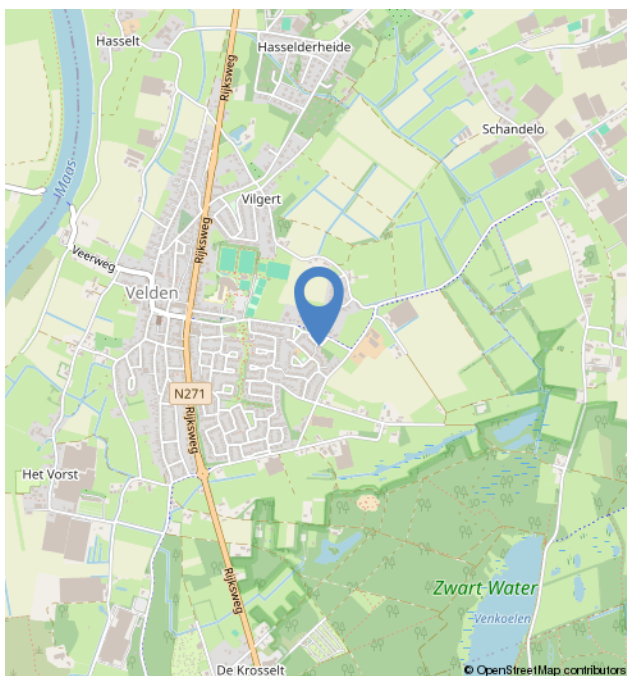 Hasselt
Hasselderheide
Rijksweg
Schandelo
Maas
Vilgert
Rijksweg
Veerweg
Velden
N271
Rijksweg
Het Vorst
Zwart Water
Rijksweg
Venkoelen
De Krosselt
© OpenStreetMap contributors